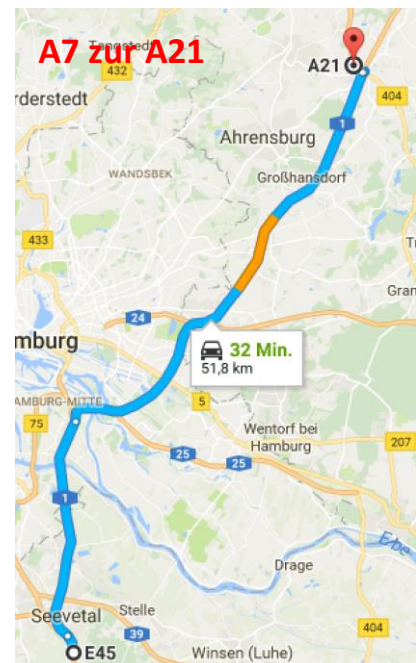 A7 zur A21
Tangstedt
432
A21
rderstedt
404
1
Ahrensburg
WANDSBEK
Großhansdorf
433
Gran
24
mburg
32 Min.
51,8 km
AMBURG-MITTE
5
75
Wentorf bei
Hamburg
207
25
25
1
Elbe
Drage
Seevetal
Stelle
404
39
E45
Winsen (Luhe)